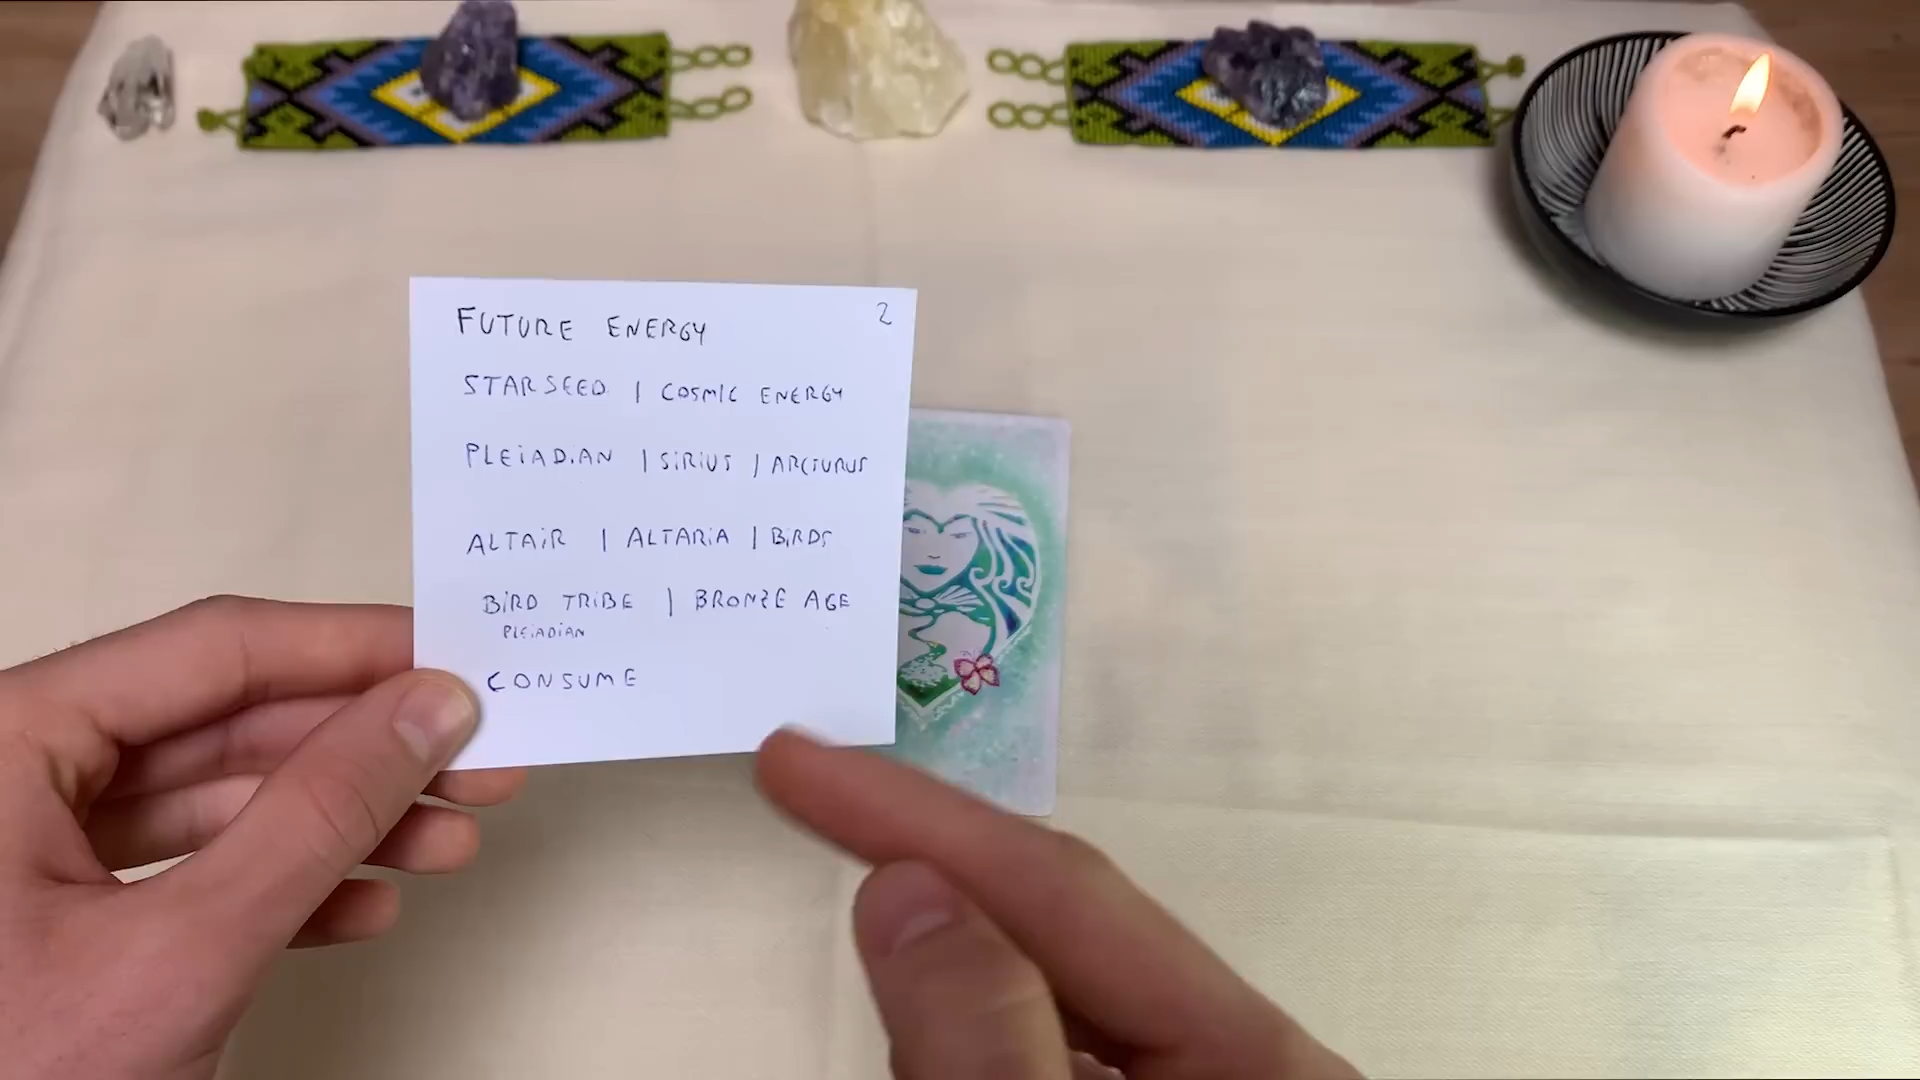 FUTURE ENERGY 2
STARSEED | COSMIC ENERGY
PLEIADIAN | SIRIUS | ARCTURUS
ALTAIR | ALTARIA | BIRDS
BIRD TRIBE | BRONZE AGE
PLEIADIAN
CONSUME